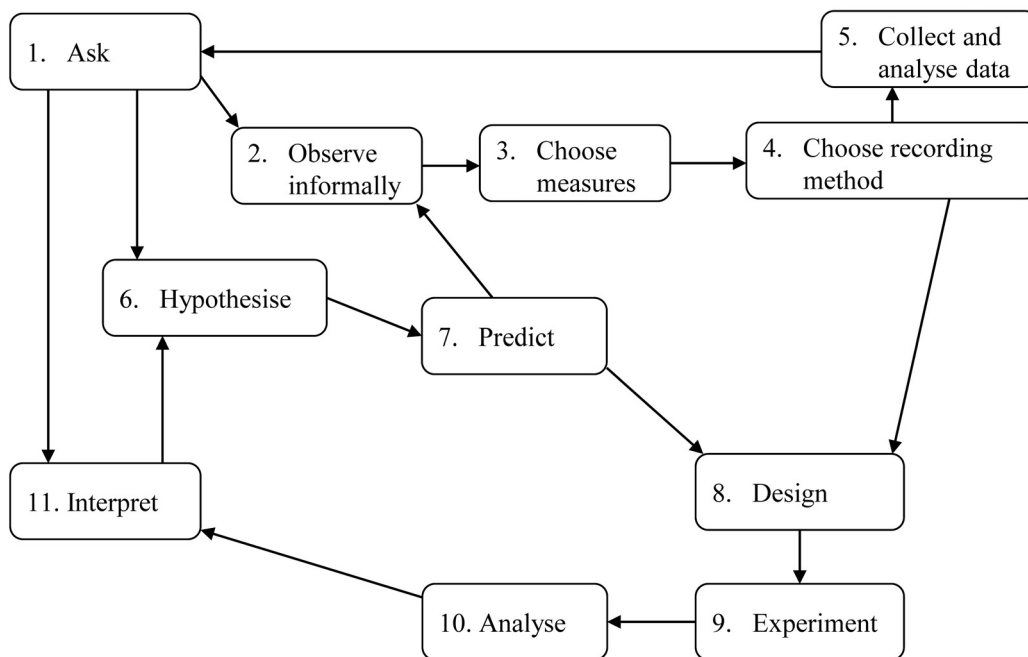 1. Ask
2. Observe
informally
3. Choose
measures
4. Choose recording
method
5. Collect and
analyse data
6. Hypothesise
7. Predict
8. Design
9. Experiment
10. Analyse
11. Interpret